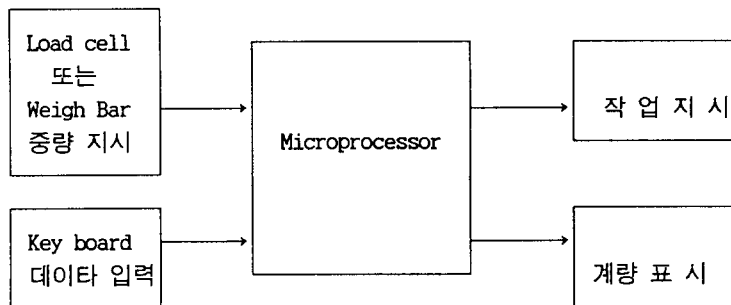 Load cell
또는
Weigh Bar
중량 지시
Microprocessor
작 업 지 시
Key board
데이타 입력
계량 표 시